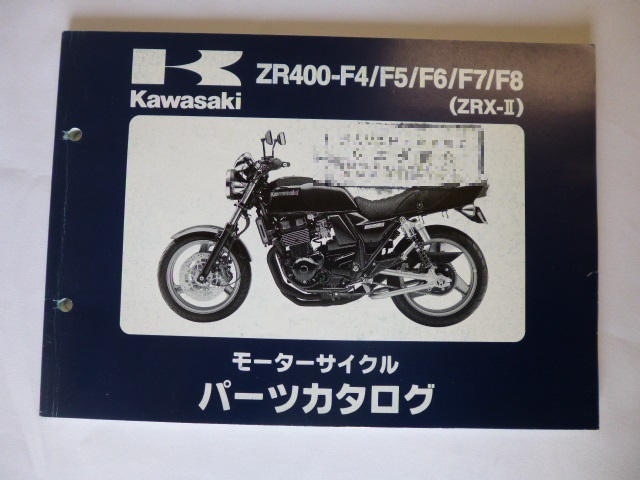 Kawasaki
ZR400-F4/F5/F6/F7/F8
(ZRX-Ⅱ)
Kawasaki
モーターサイクル
パーツカタログ